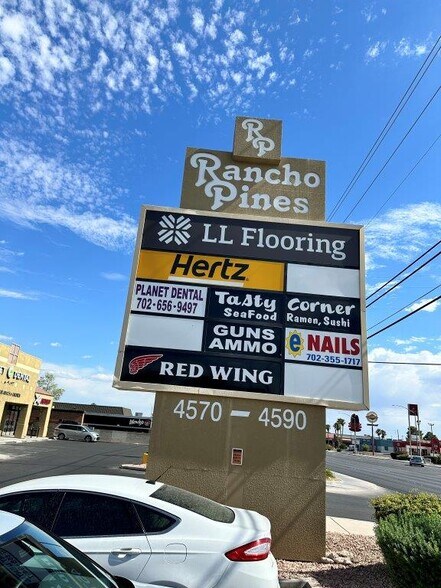 RP
Rancho
Pines
LL Flooring
Hertz
PLANET DENTAL
702-656-9497
Tasty
SeaFood
Corner
Ramen, Sushi
GUNS
AMMO
e NAILS
702-355-1717
RED WING
4570 - 4590